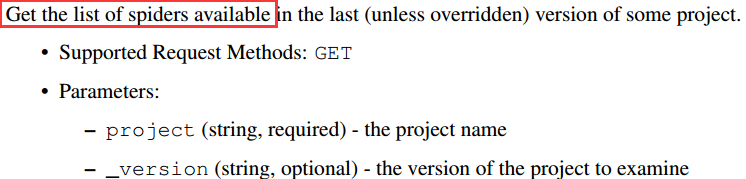 Get the list of spiders available in the last (unless overridden) version of some project.
• Supported Request Methods: GET
• Parameters:
– project (string, required) - the project name
– _version (string, optional) - the version of the project to examine